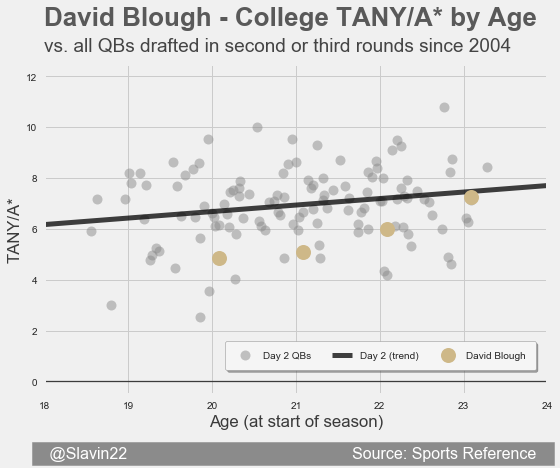 David Blough - College TANY/A* by Age
vs. all QBs drafted in second or third rounds since 2004
TANY/A*
12
10
8
6
4
2
0
Day 2 QBs
Day 2 (trend)
David Blough
18 19 20 21 22 23 24
Age (at start of season)
@Slavin22
Source: Sports Reference